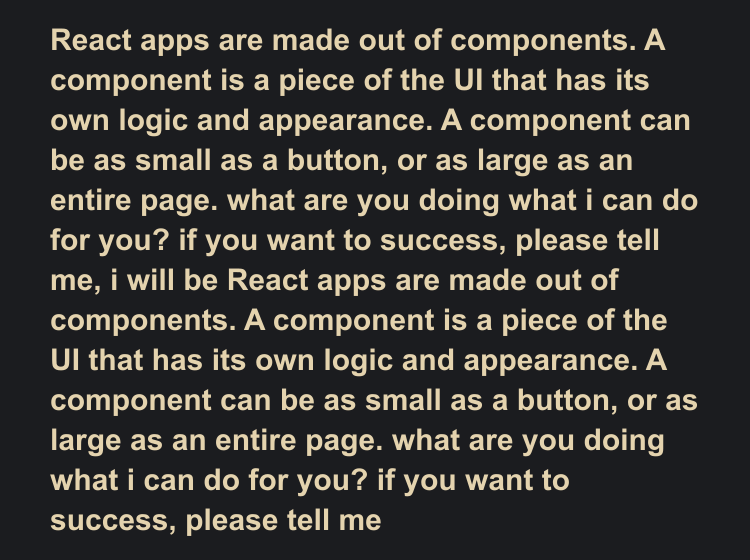 React apps are made out of components. A
component is a piece of the UI that has its
own logic and appearance. A component can
be as small as a button, or as large as an
entire page. what are you doing what i can do
for you? if you want to success, please tell
me, i will be React apps are made out of
components. A component is a piece of the
UI that has its own logic and appearance. A
component can be as small as a button, or as
large as an entire page. what are you doing
what i can do for you? if you want to
success, please tell me